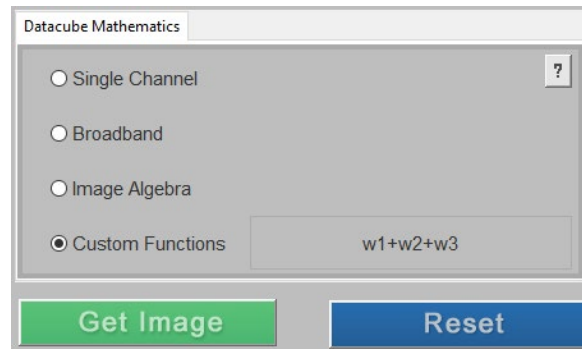 Datacube Mathematics
?
Single Channel
Broadband
Image Algebra
Custom Functions w1+w2+w3
Get Image Reset